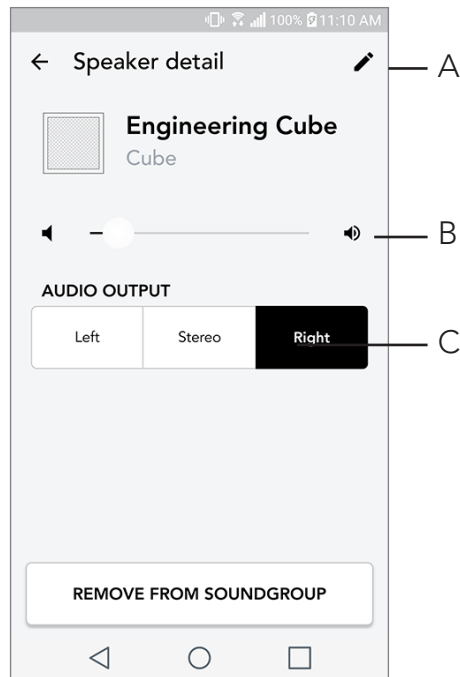 100% 11:10 AM
Speaker detail
A
Engineering Cube
Cube
B
AUDIO OUTPUT
Left Stereo Right
C
REMOVE FROM SOUNDGROUP